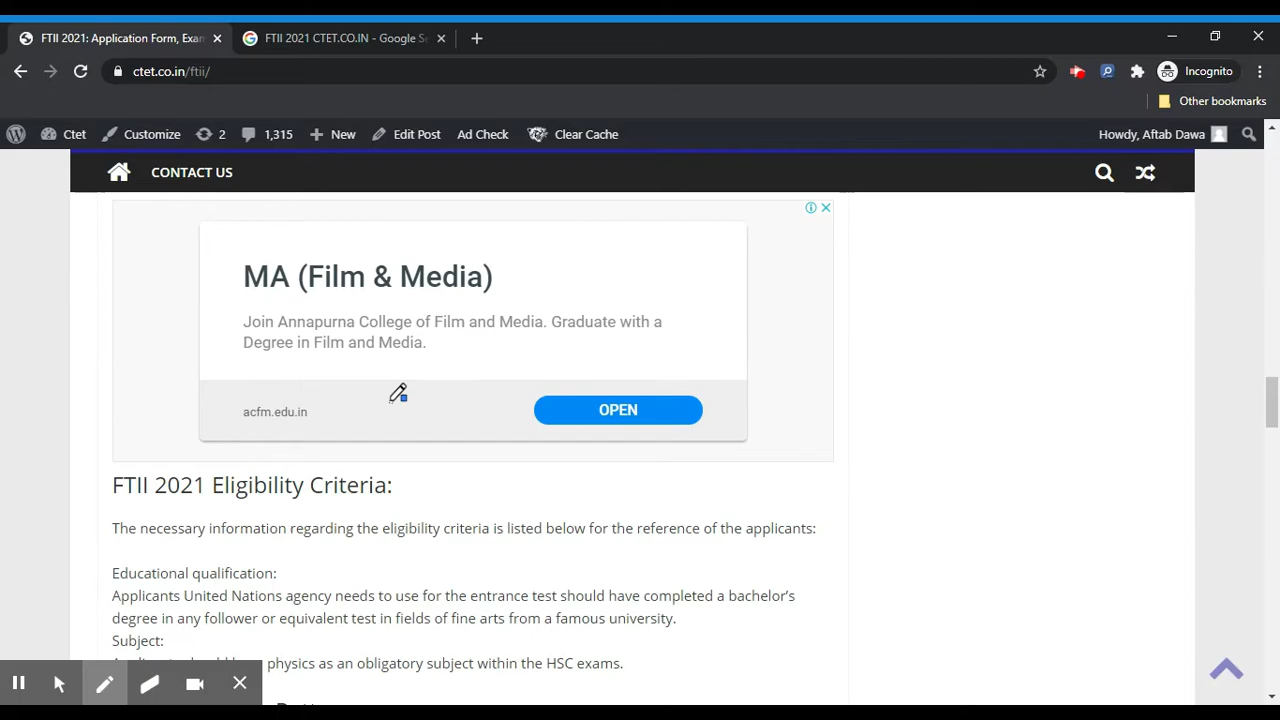 FTII 2021: Application Form, Exam
FTII 2021 CTET.CO.IN - Google Se
ctet.co.in/ftii/
Incognito
Other bookmarks
Ctet Customize 2 1,315 New Edit Post Ad Check Clear Cache Howdy, Aftab Dawa
CONTACT US
MA (Film & Media)
Join Annapurna College of Film and Media. Graduate with a
Degree in Film and Media.
acfm.edu.in
OPEN
FTII 2021 Eligibility Criteria:
The necessary information regarding the eligibility criteria is listed below for the reference of the applicants:
Educational qualification:
Applicants United Nations agency needs to use for the entrance test should have completed a bachelor’s
degree in any follower or equivalent test in fields of fine arts from a famous university.
Subject:
physics as an obligatory subject within the HSC exams.